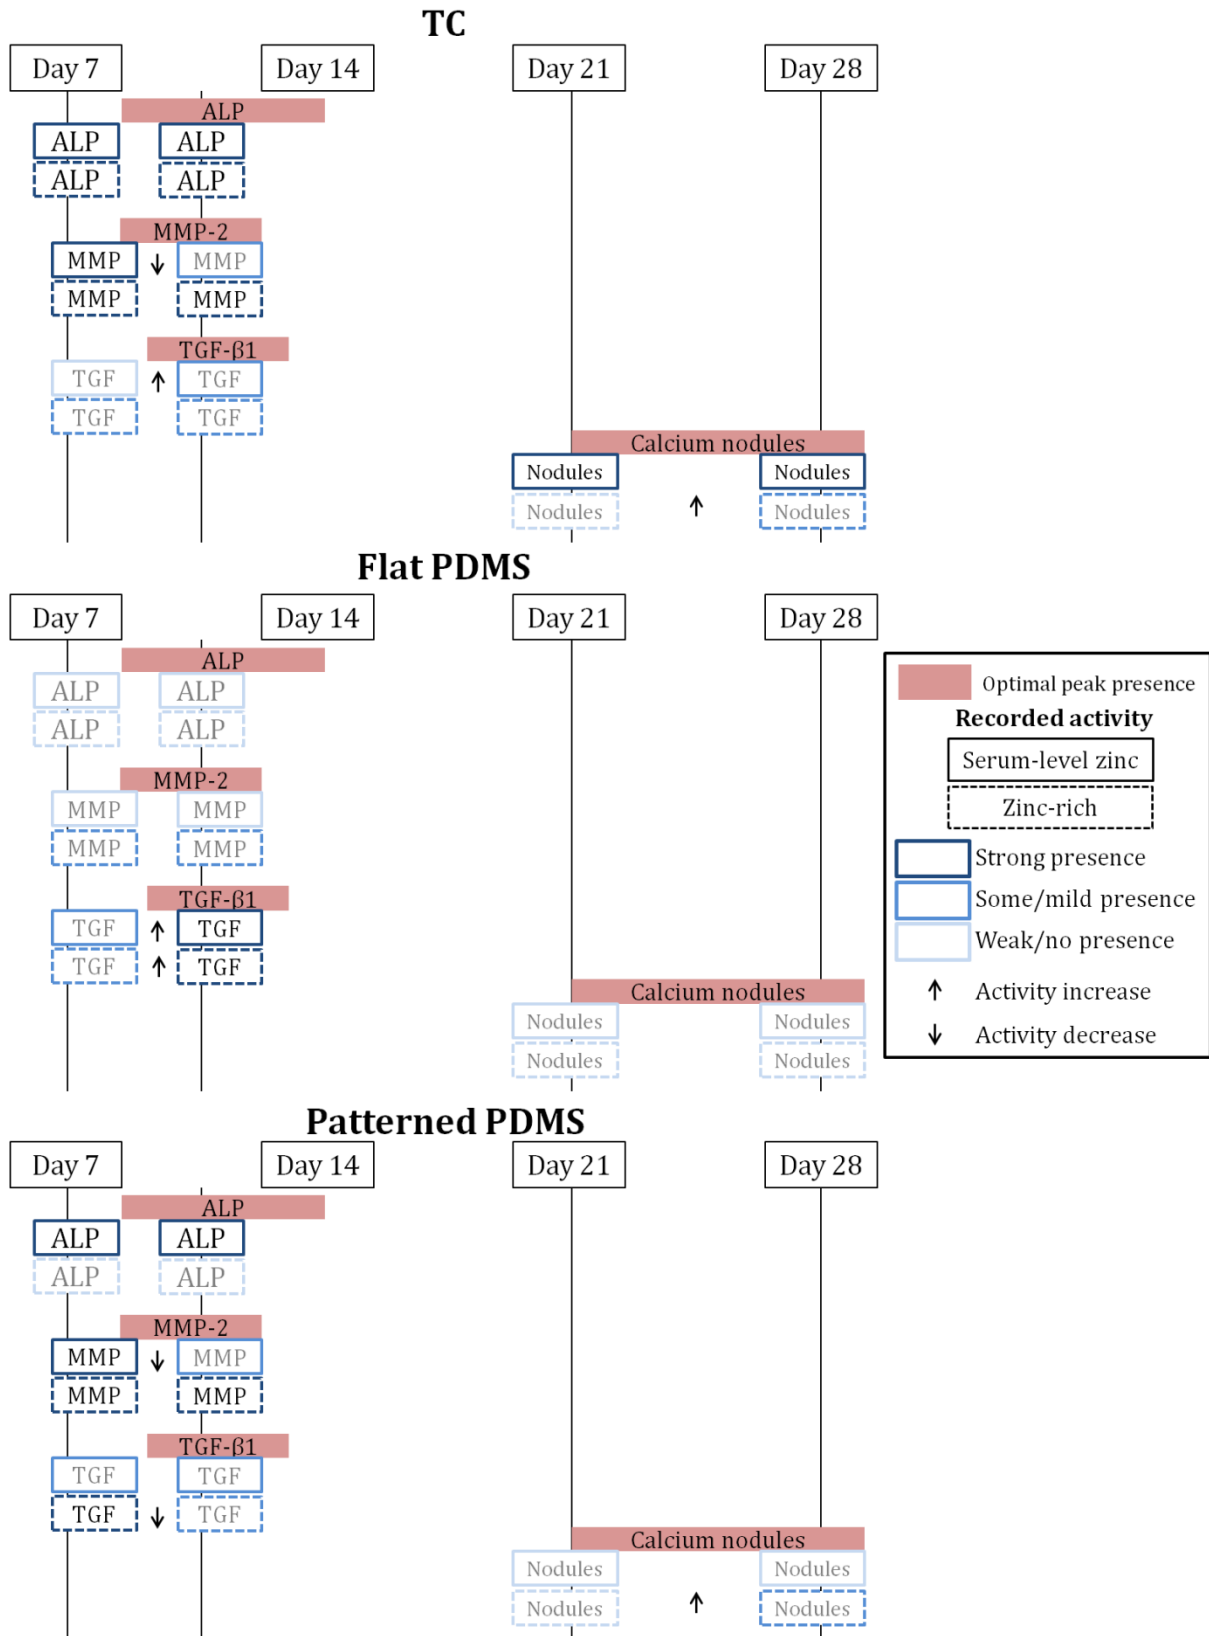 TC
Day 7
Day 14
Day 21
Day 28
ALP
ALP ALP
ALP ALP
MMP-2
MMP ↓ MMP
MMP MMP
TGF-β1
TGF ↑ TGF
TGF TGF
Calcium nodules
Nodules Nodules
Nodules ↑ Nodules
Flat PDMS
Day 7
Day 14
Day 21
Day 28
ALP
ALP ALP
ALP ALP
MMP-2
MMP MMP
MMP MMP
TGF-β1
TGF ↑ TGF
TGF ↑ TGF
Calcium nodules
Nodules Nodules
Nodules Nodules
Optimal peak presence
Recorded activity
Serum-level zinc
Zinc-rich
Strong presence
Some/mild presence
Weak/no presence
↑ Activity increase
↓ Activity decrease
Patterned PDMS
Day 7
Day 14
Day 21
Day 28
ALP
ALP ALP
ALP ALP
MMP-2
MMP ↓ MMP
MMP MMP
TGF-β1
TGF TGF
TGF ↓ TGF
Calcium nodules
Nodules Nodules
Nodules ↑ Nodules